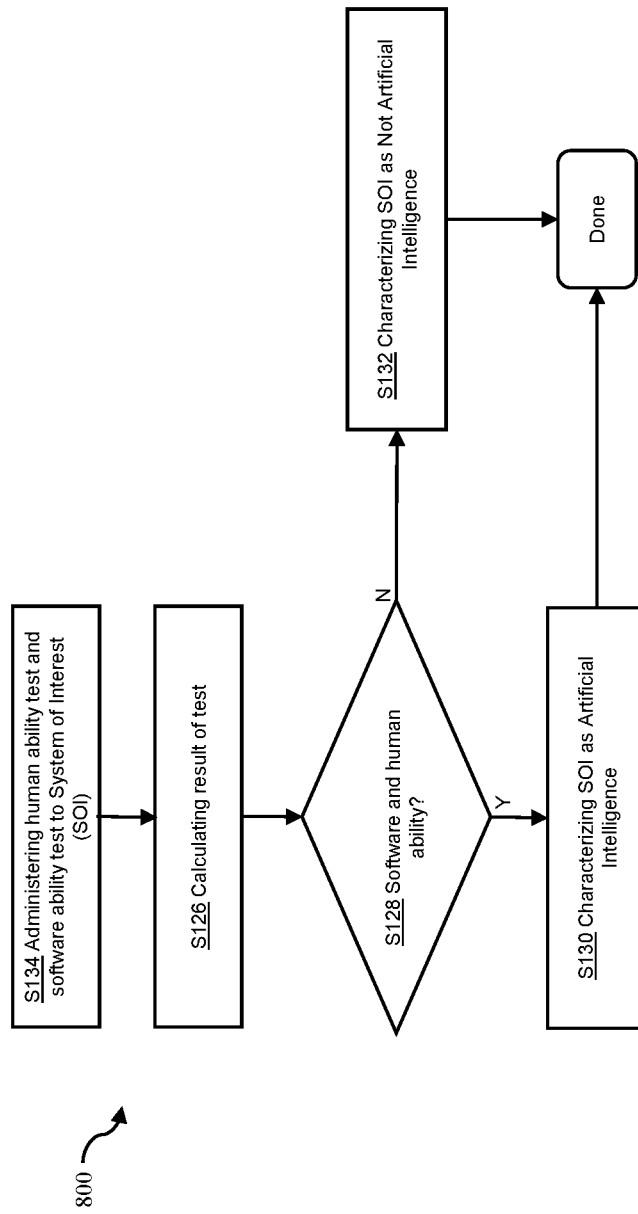 800
S134 Administering human ability test and
software ability test to System of Interest
(SOI)
S126 Calculating result of test
S128 Software and human
ability?
N
Y
S132 Characterizing SOI as Not Artificial
Intelligence
S130 Characterizing SOI as Artificial
Intelligence
Done